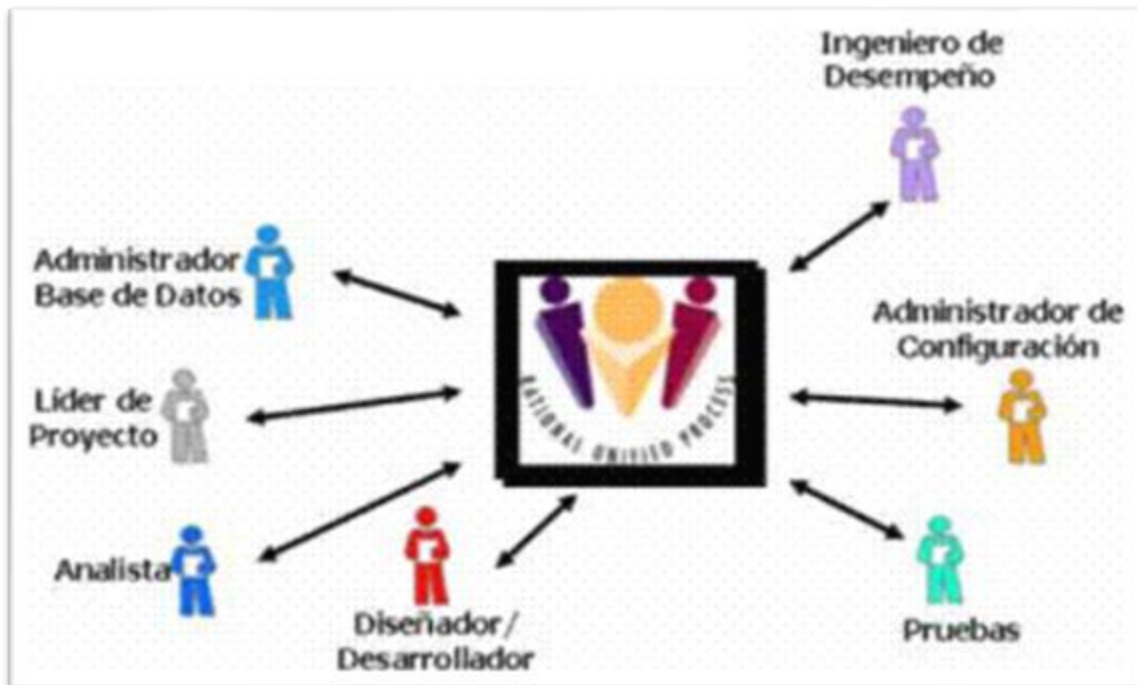 Ingeniero de
Desempeño
Administrador
Base de Datos
Administrador de
Configuración
Líder de
Proyecto
RATIONAL UNIFIED PROCESS
Analista
Diseñador/
Desarrollador
Pruebas